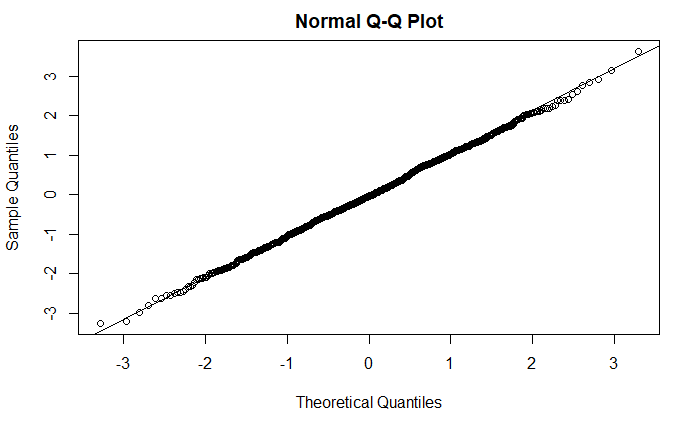 Normal Q-Q Plot
Sample Quantiles
3
2
1
0
-1
-2
-3
-3 -2 -1 0 1 2 3
Theoretical Quantiles